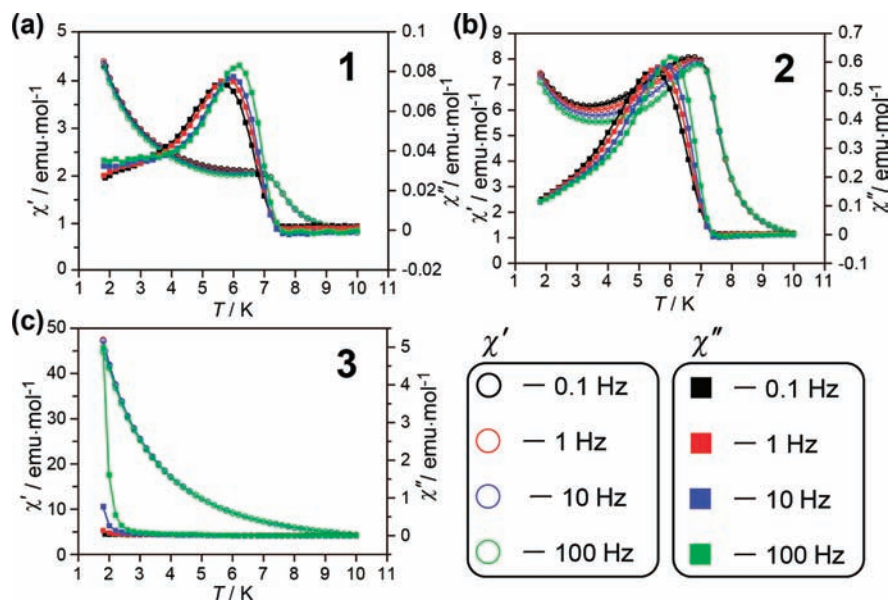 (a)
1
χ′ / emu·mol⁻¹
5
4
3
2
1
0
χ″ / emu·mol⁻¹
0.1
0.08
0.06
0.04
0.02
0
-0.02
1 2 3 4 5 6 7 8 9 10 11
T / K
(b)
2
χ′ / emu·mol⁻¹
9
8
7
6
5
4
3
2
1
0
χ″ / emu·mol⁻¹
0.7
0.6
0.5
0.4
0.3
0.2
0.1
0
-0.1
1 2 3 4 5 6 7 8 9 10 11
T / K
(c)
3
χ′ / emu·mol⁻¹
50
40
30
20
10
5
0
χ″ / emu·mol⁻¹
5
4
3
2
1
0
1 2 3 4 5 6 7 8 9 10 11
T / K
χ′
— 0.1 Hz
— 1 Hz
— 10 Hz
— 100 Hz
χ″
— 0.1 Hz
— 1 Hz
— 10 Hz
— 100 Hz